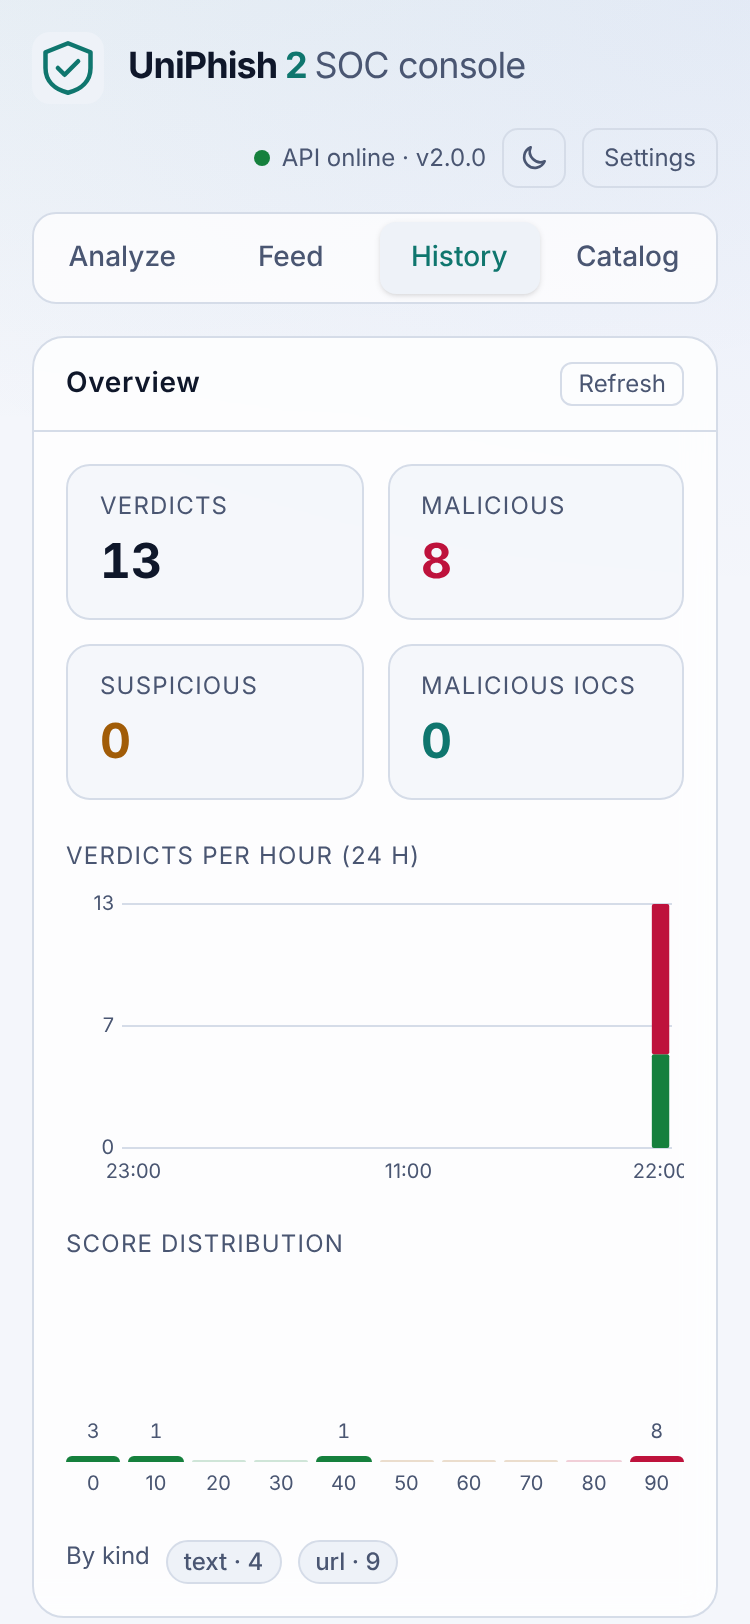 UniPhish 2 SOC console
API online · v2.0.0
Settings
Analyze Feed History Catalog
Overview
Refresh
VERDICTS
13
MALICIOUS
8
SUSPICIOUS
0
MALICIOUS IOCS
0
VERDICTS PER HOUR (24 H)
13
7
0
23:00 11:00 22:00
SCORE DISTRIBUTION
3 1 1 8
0 10 20 30 40 50 60 70 80 90
By kind text · 4 url · 9